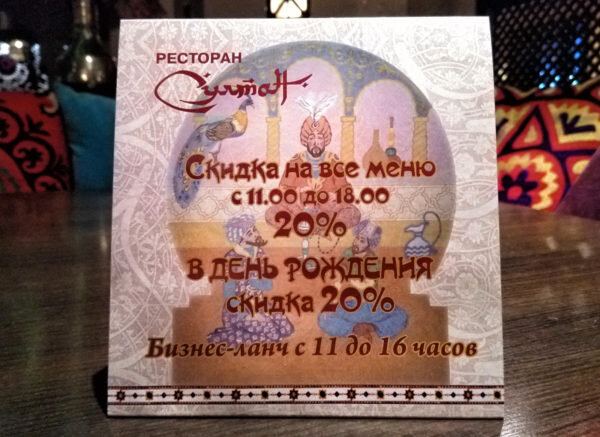 РЕСТОРАН
Султан
Скидка на все меню
с 11.00 до 18.00
20%
В ДЕНЬ РОЖДЕНИЯ
скидка 20%
Бизнес-ланч с 11 до 16 часов